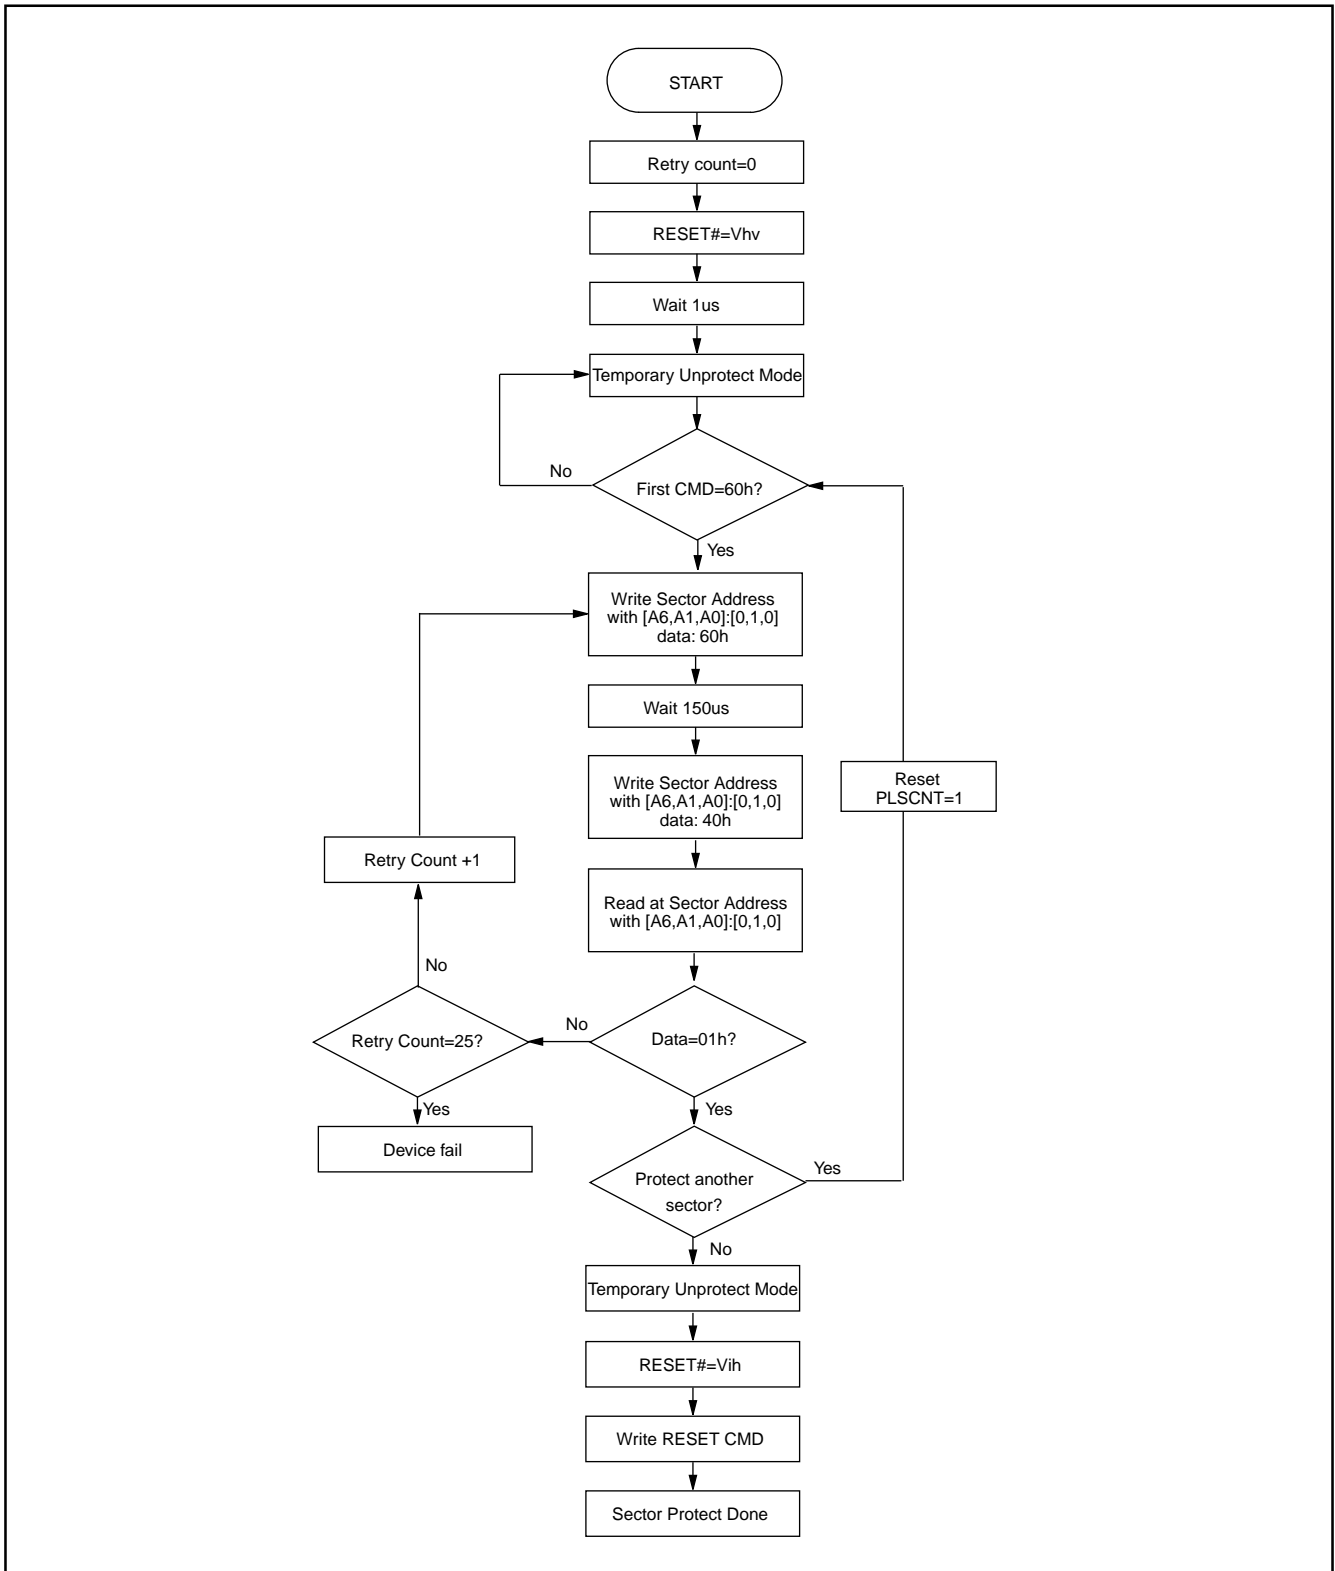 START
Retry count=0
RESET#=Vhv
Wait 1us
Temporary Unprotect Mode
No
First CMD=60h?
Yes
Write Sector Address
with [A6,A1,A0]:[0,1,0]
data: 60h
Wait 150us
Write Sector Address
with [A6,A1,A0]:[0,1,0]
data: 40h
Reset
PLSCNT=1
Retry Count +1
Read at Sector Address
with [A6,A1,A0]:[0,1,0]
No
Retry Count=25?
No
Data=01h?
Yes
Yes
Device fail
Protect another
sector?
Yes
No
Temporary Unprotect Mode
RESET#=Vih
Write RESET CMD
Sector Protect Done